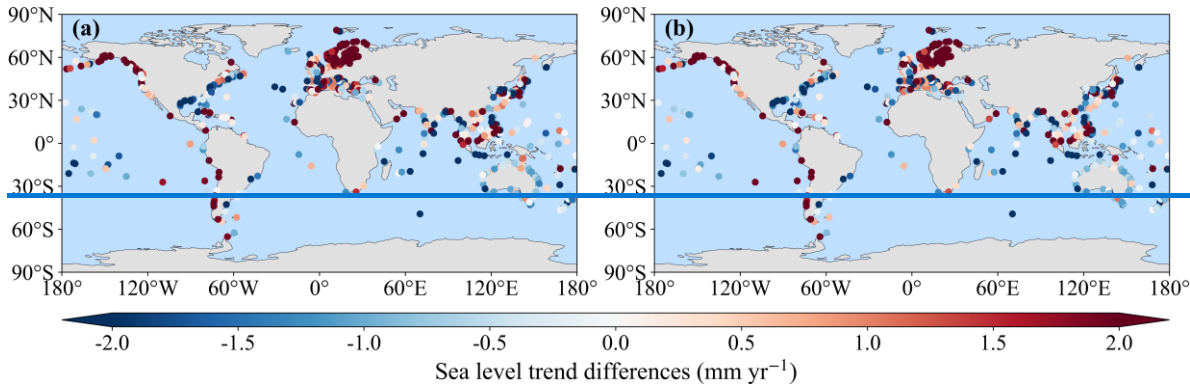 90°N (a) 90°N (b)
60°N 60°N
30°N 30°N
0° 0°
30°S 30°S
60°S 60°S
90°S 90°S
180° 120°W 60°W 0° 60°E 120°E 180° 180° 120°W 60°W 0° 60°E 120°E 180°
-2.0 -1.5 -1.0 -0.5 0.0 0.5 1.0 1.5 2.0
Sea level trend differences (mm yr⁻¹)